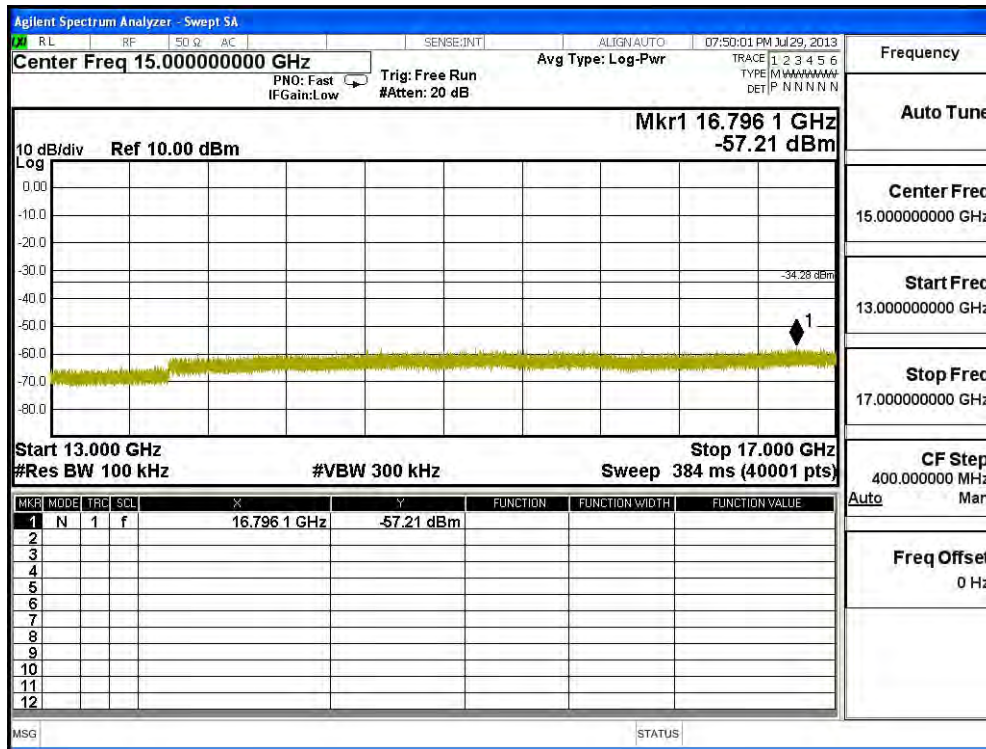 Agilent Spectrum Analyzer - Swept SA
RL RF 50 Ω AC SENSE:INT ALIGN AUTO 07:50:01 PM Jul 29, 2013
Center Freq 15.000000000 GHz
PNO: Fast
IFGain:Low
Trig: Free Run
#Atten: 20 dB
Avg Type: Log-Pwr
TRACE 1 2 3 4 5 6
TYPE M WWWWW
DET P N N N N N
Mkr1 16.796 1 GHz
-57.21 dBm
10 dB/div Ref 10.00 dBm
Log
0.00
-10.0
-20.0
-30.0
-34.28 dBm
-40.0
-50.0
1
-60.0
-70.0
-80.0
Start 13.000 GHz Stop 17.000 GHz
#Res BW 100 kHz #VBW 300 kHz Sweep 384 ms (40001 pts)
MKR MODE TRC SCL X Y FUNCTION FUNCTION WIDTH FUNCTION VALUE
1 N 1 f 16.796 1 GHz -57.21 dBm
2
3
4
5
6
7
8
9
10
11
12
MSG STATUS
Frequency
Auto Tune
Center Freq
15.000000000 GHz
Start Freq
13.000000000 GHz
Stop Freq
17.000000000 GHz
CF Step
400.000000 MHz
Auto Man
Freq Offset
0 Hz